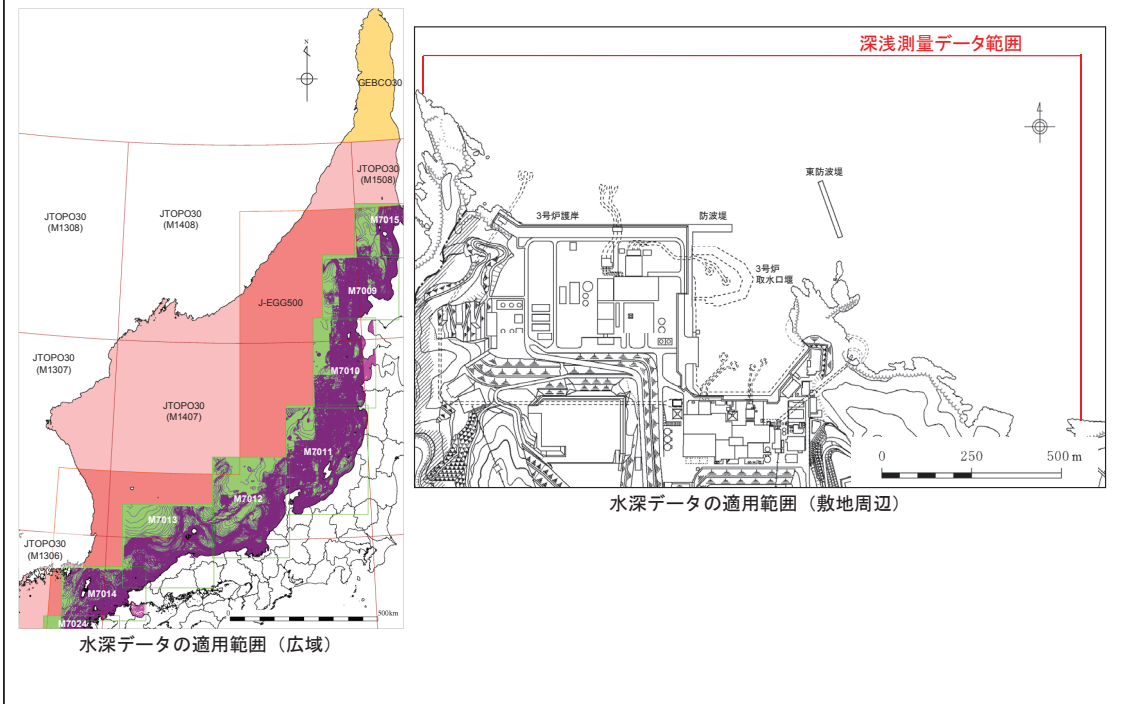 N
GEBCO30
JTOPO30
(M1508)
JTOPO30
(M1308)
JTOPO30
(M1408)
M7015
M7009
J-EGG500
JTOPO30
(M1307)
M7010
JTOPO30
(M1407)
M7011
M7012
M7013
JTOPO30
(M1306)
M7014
M7024
0 500km
水深データの適用範囲（広域）
深浅測量データ範囲
東防波堤
3号炉護岸
防波堤
3号炉
取水口堰
0 250 500 m
水深データの適用範囲（敷地周辺）